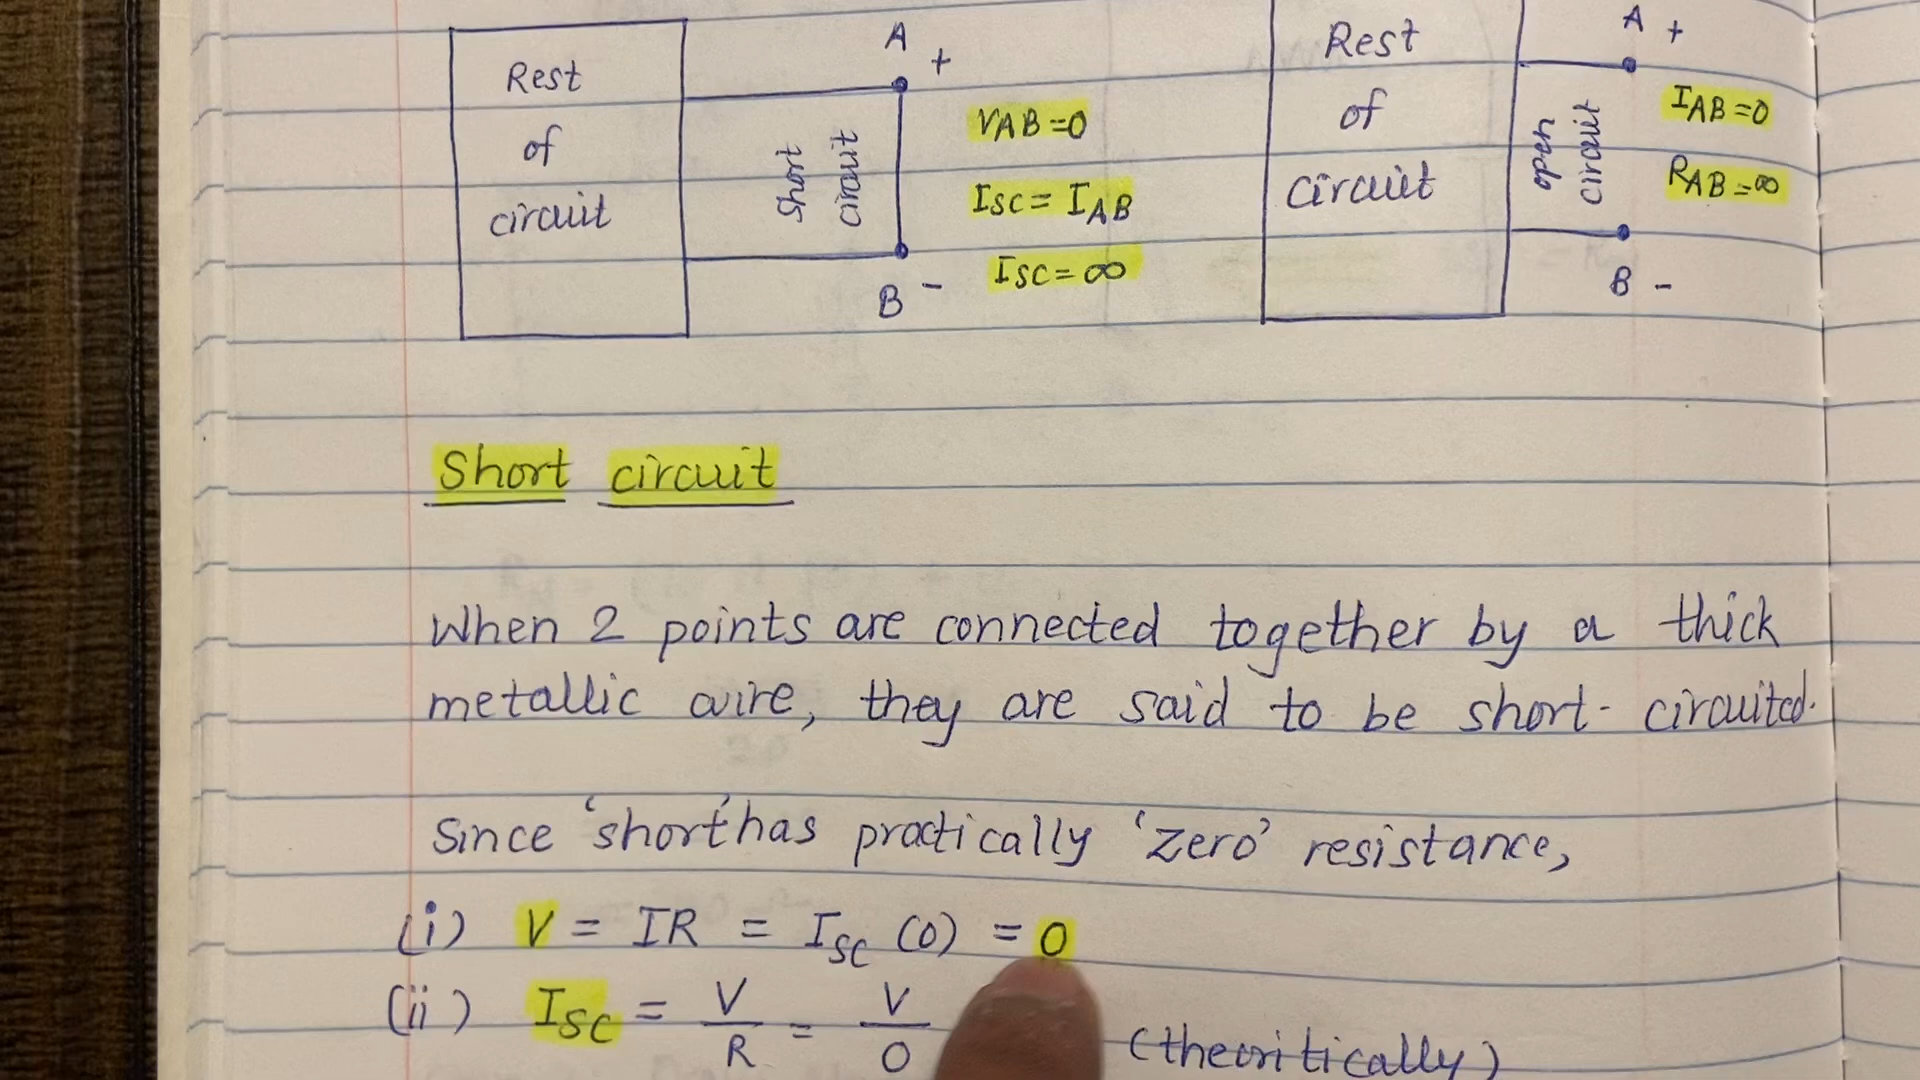 Rest
of
circuit
short
circuit
A
+
B
-
VAB=0
ISC=IAB
ISC=∞
Rest
of
circuit
open
circuit
A
+
B
-
IAB=0
RAB=∞
Short circuit
When 2 points are connected together by a thick
metallic wire, they are said to be short-circuited.
Since 'short' has practically 'zero' resistance,
(i) V = IR = ISC (0) = 0
(ii) ISC = V/R = V/0 (theoritically)